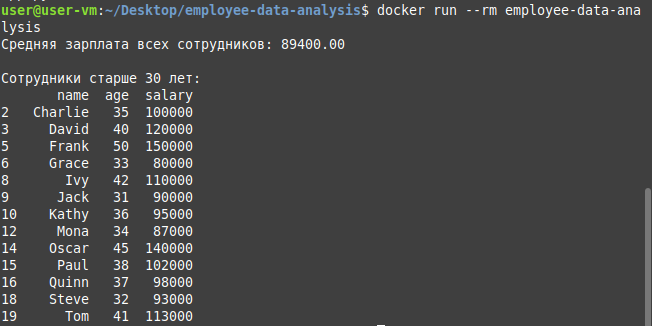 user@user-vm:~/Desktop/employee-data-analysis$ docker run --rm employee-data-ana
lysis
Средняя зарплата всех сотрудников: 89400.00
Сотрудники старше 30 лет:
name age salary
2 Charlie 35 100000
3 David 40 120000
5 Frank 50 150000
6 Grace 33 80000
8 Ivy 42 110000
9 Jack 31 90000
10 Kathy 36 95000
12 Mona 34 87000
14 Oscar 45 140000
15 Paul 38 102000
16 Quinn 37 98000
18 Steve 32 93000
19 Tom 41 113000